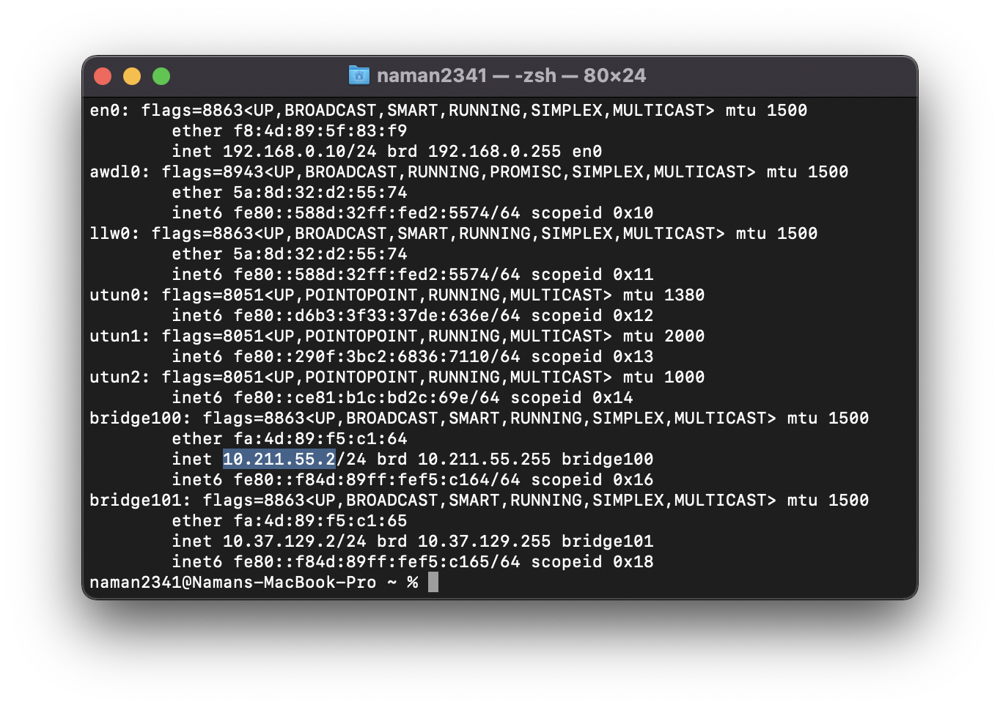 naman2341 — -zsh — 80×24
en0: flags=8863<UP,BROADCAST,SMART,RUNNING,SIMPLEX,MULTICAST> mtu 1500
ether f8:4d:89:5f:83:f9
inet 192.168.0.10/24 brd 192.168.0.255 en0
awdl0: flags=8943<UP,BROADCAST,RUNNING,PROMISC,SIMPLEX,MULTICAST> mtu 1500
ether 5a:8d:32:d2:55:74
inet6 fe80::588d:32ff:fed2:5574/64 scopeid 0x10
llw0: flags=8863<UP,BROADCAST,SMART,RUNNING,SIMPLEX,MULTICAST> mtu 1500
ether 5a:8d:32:d2:55:74
inet6 fe80::588d:32ff:fed2:5574/64 scopeid 0x11
utun0: flags=8051<UP,POINTOPOINT,RUNNING,MULTICAST> mtu 1380
inet6 fe80::d6b3:3f33:37de:636e/64 scopeid 0x12
utun1: flags=8051<UP,POINTOPOINT,RUNNING,MULTICAST> mtu 2000
inet6 fe80::290f:3bc2:6836:7110/64 scopeid 0x13
utun2: flags=8051<UP,POINTOPOINT,RUNNING,MULTICAST> mtu 1000
inet6 fe80::ce81:b1c:bd2c:69e/64 scopeid 0x14
bridge100: flags=8863<UP,BROADCAST,SMART,RUNNING,SIMPLEX,MULTICAST> mtu 1500
ether fa:4d:89:f5:c1:64
inet 10.211.55.2/24 brd 10.211.55.255 bridge100
inet6 fe80::f84d:89ff:fef5:c164/64 scopeid 0x16
bridge101: flags=8863<UP,BROADCAST,SMART,RUNNING,SIMPLEX,MULTICAST> mtu 1500
ether fa:4d:89:f5:c1:65
inet 10.37.129.2/24 brd 10.37.129.255 bridge101
inet6 fe80::f84d:89ff:fef5:c165/64 scopeid 0x18
naman2341@Namans-MacBook-Pro ~ %